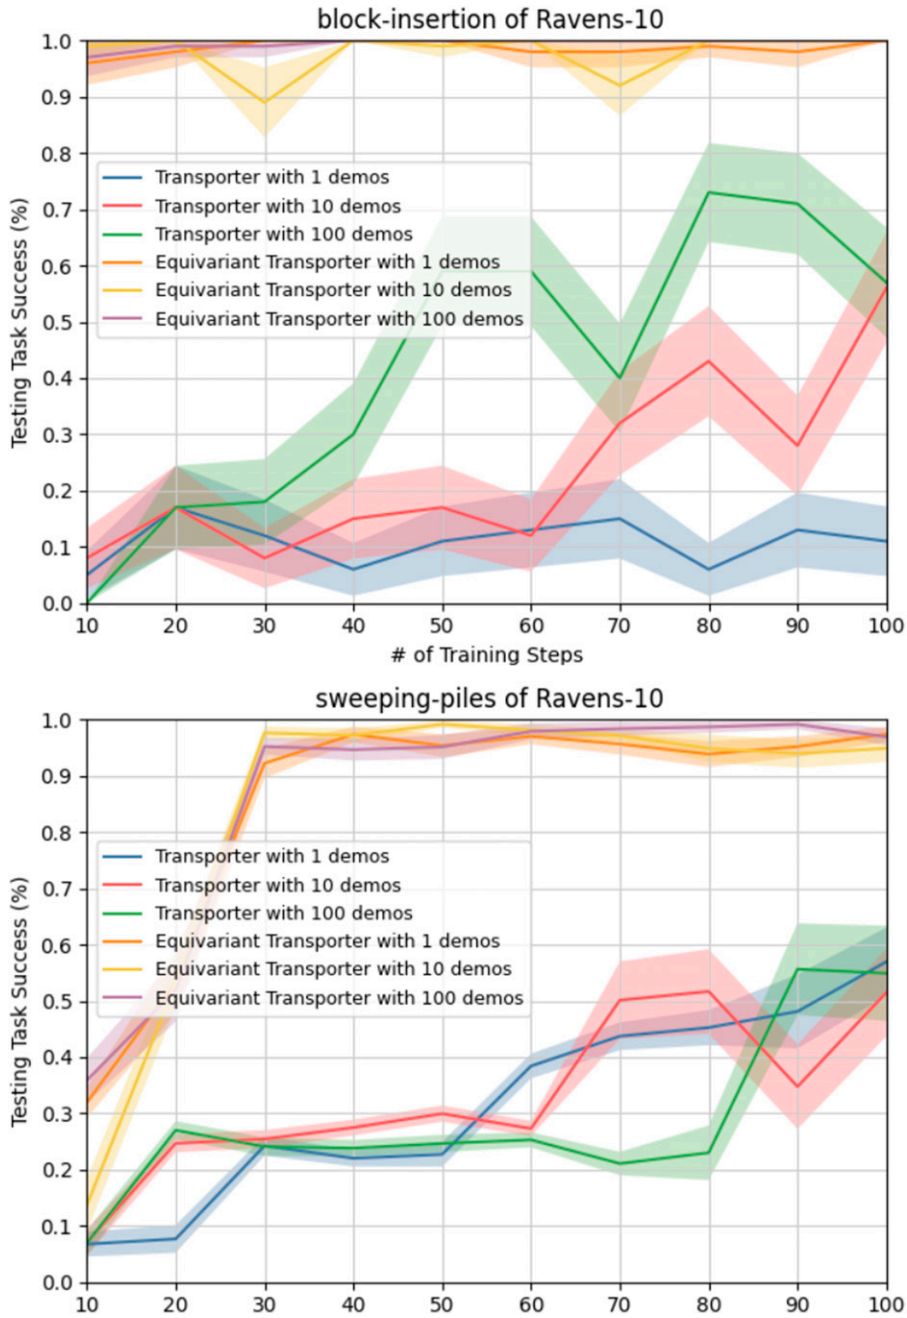 block-insertion of Ravens-10
1.0
0.9
0.8
0.7
0.6
0.5
0.4
0.3
0.2
0.1
0.0
Testing Task Success (%)
Transporter with 1 demos
Transporter with 10 demos
Transporter with 100 demos
Equivariant Transporter with 1 demos
Equivariant Transporter with 10 demos
Equivariant Transporter with 100 demos
10 20 30 40 50 60 70 80 90 100
# of Training Steps
sweeping-piles of Ravens-10
1.0
0.9
0.8
0.7
0.6
0.5
0.4
0.3
0.2
0.1
0.0
Testing Task Success (%)
Transporter with 1 demos
Transporter with 10 demos
Transporter with 100 demos
Equivariant Transporter with 1 demos
Equivariant Transporter with 10 demos
Equivariant Transporter with 100 demos
10 20 30 40 50 60 70 80 90 100